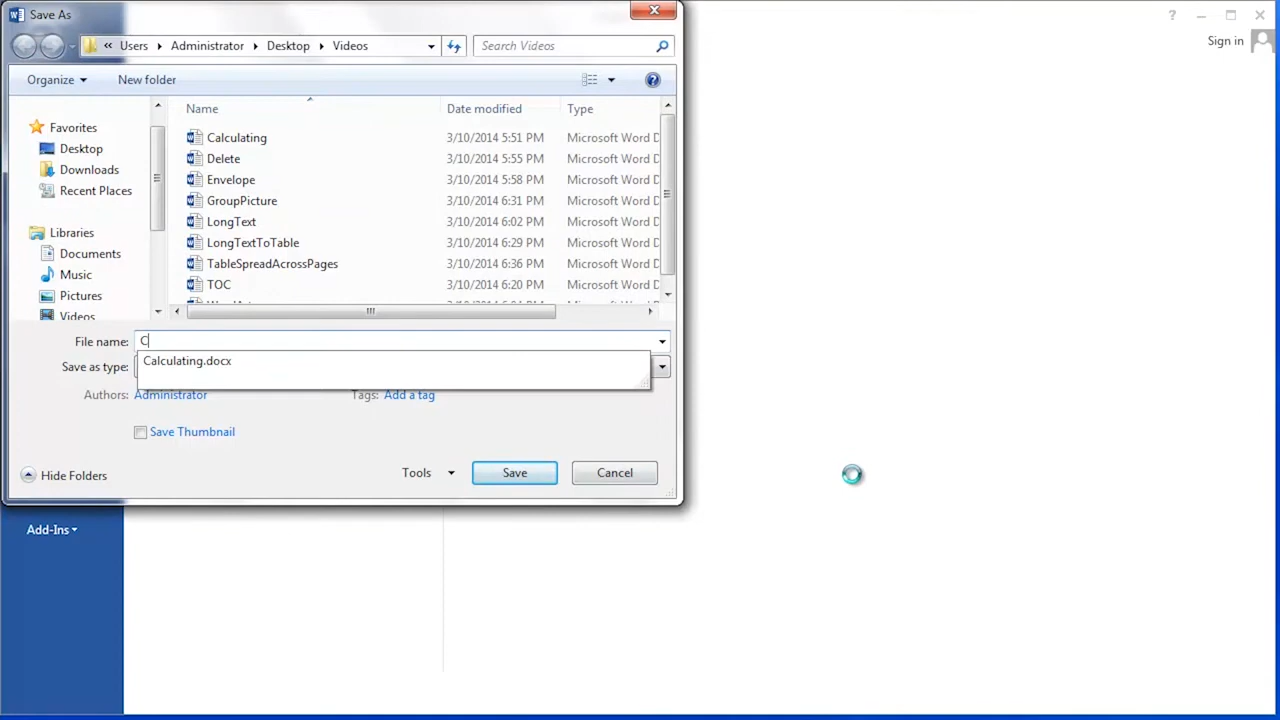 Save As
Sign in
« Users Administrator Desktop Videos
Search Videos
Organize New folder
Name Date modified Type
Favorites
Desktop
Downloads
Recent Places
Libraries
Documents
Music
Pictures
Videos
Calculating 3/10/2014 5:51 PM Microsoft Word D
Delete 3/10/2014 5:55 PM Microsoft Word D
Envelope 3/10/2014 5:58 PM Microsoft Word D
GroupPicture 3/10/2014 6:31 PM Microsoft Word D
LongText 3/10/2014 6:02 PM Microsoft Word D
LongTextToTable 3/10/2014 6:29 PM Microsoft Word D
TableSpreadAcrossPages 3/10/2014 6:36 PM Microsoft Word D
TOC 3/10/2014 6:20 PM Microsoft Word D
File name: C
Calculating.docx
Save as type:
Authors: Administrator Tags: Add a tag
Save Thumbnail
Hide Folders Tools Save Cancel
Add-Ins